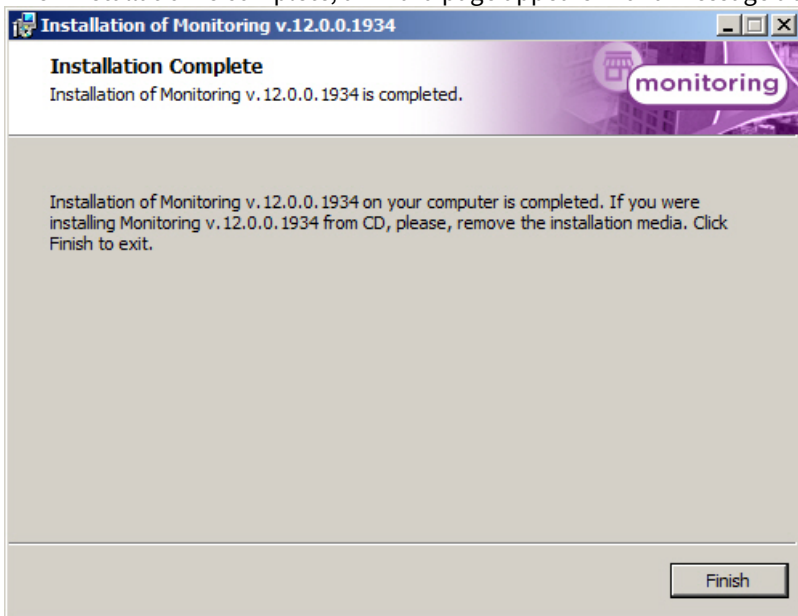 Installation of Monitoring v.12.0.0.1934
Installation Complete
Installation of Monitoring v.12.0.0.1934 is completed.
monitoring
Installation of Monitoring v.12.0.0.1934 on your computer is completed. If you were
installing Monitoring v.12.0.0.1934 from CD, please, remove the installation media. Click
Finish to exit.
Finish